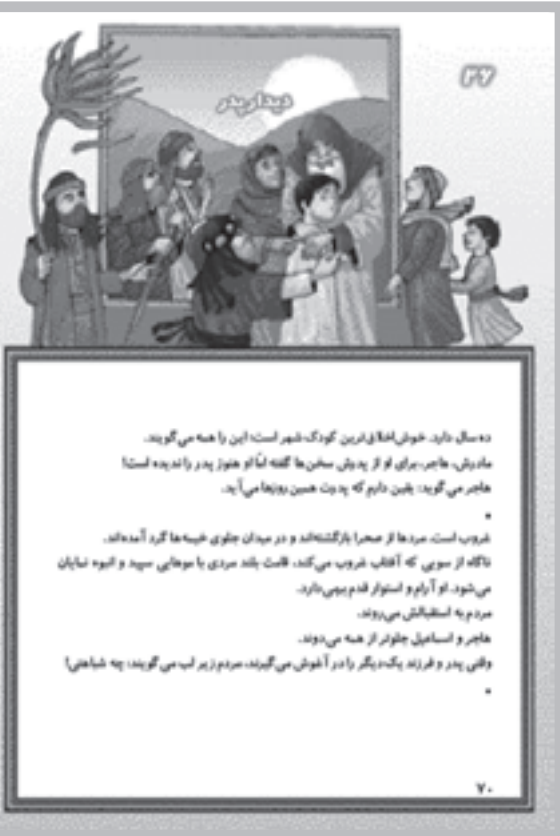 ۲۶
دیدار پدر
ده سال دارد. خوش‌اخلاق‌ترین کودک شهر است؛ این را همه می‌گویند.
مادرش، هاجر، برای او از پدرش سخن‌ها گفته امّا او هنوز پدر را ندیده است!
هاجر می‌گوید: یقین دارم که پدرت همین روزها می‌آید.
•
غروب است. مردها از صحرا بازگشته‌اند و در میدان جلوی خیمه‌ها گرد آمده‌اند.
ناگاه از سویی که آفتاب غروب می‌کند، قامت بلند مردی با موهایی سپید و انبوه نمایان
می‌شود. او آرام و استوار قدم برمی‌دارد.
مردم به استقبالش می‌روند.
هاجر و اسماعیل جلوتر از همه می‌دوند.
وقتی پدر و فرزند یک‌دیگر را در آغوش می‌گیرند، مردم زیر لب می‌گویند: چه شباهتی!
•
۷۰